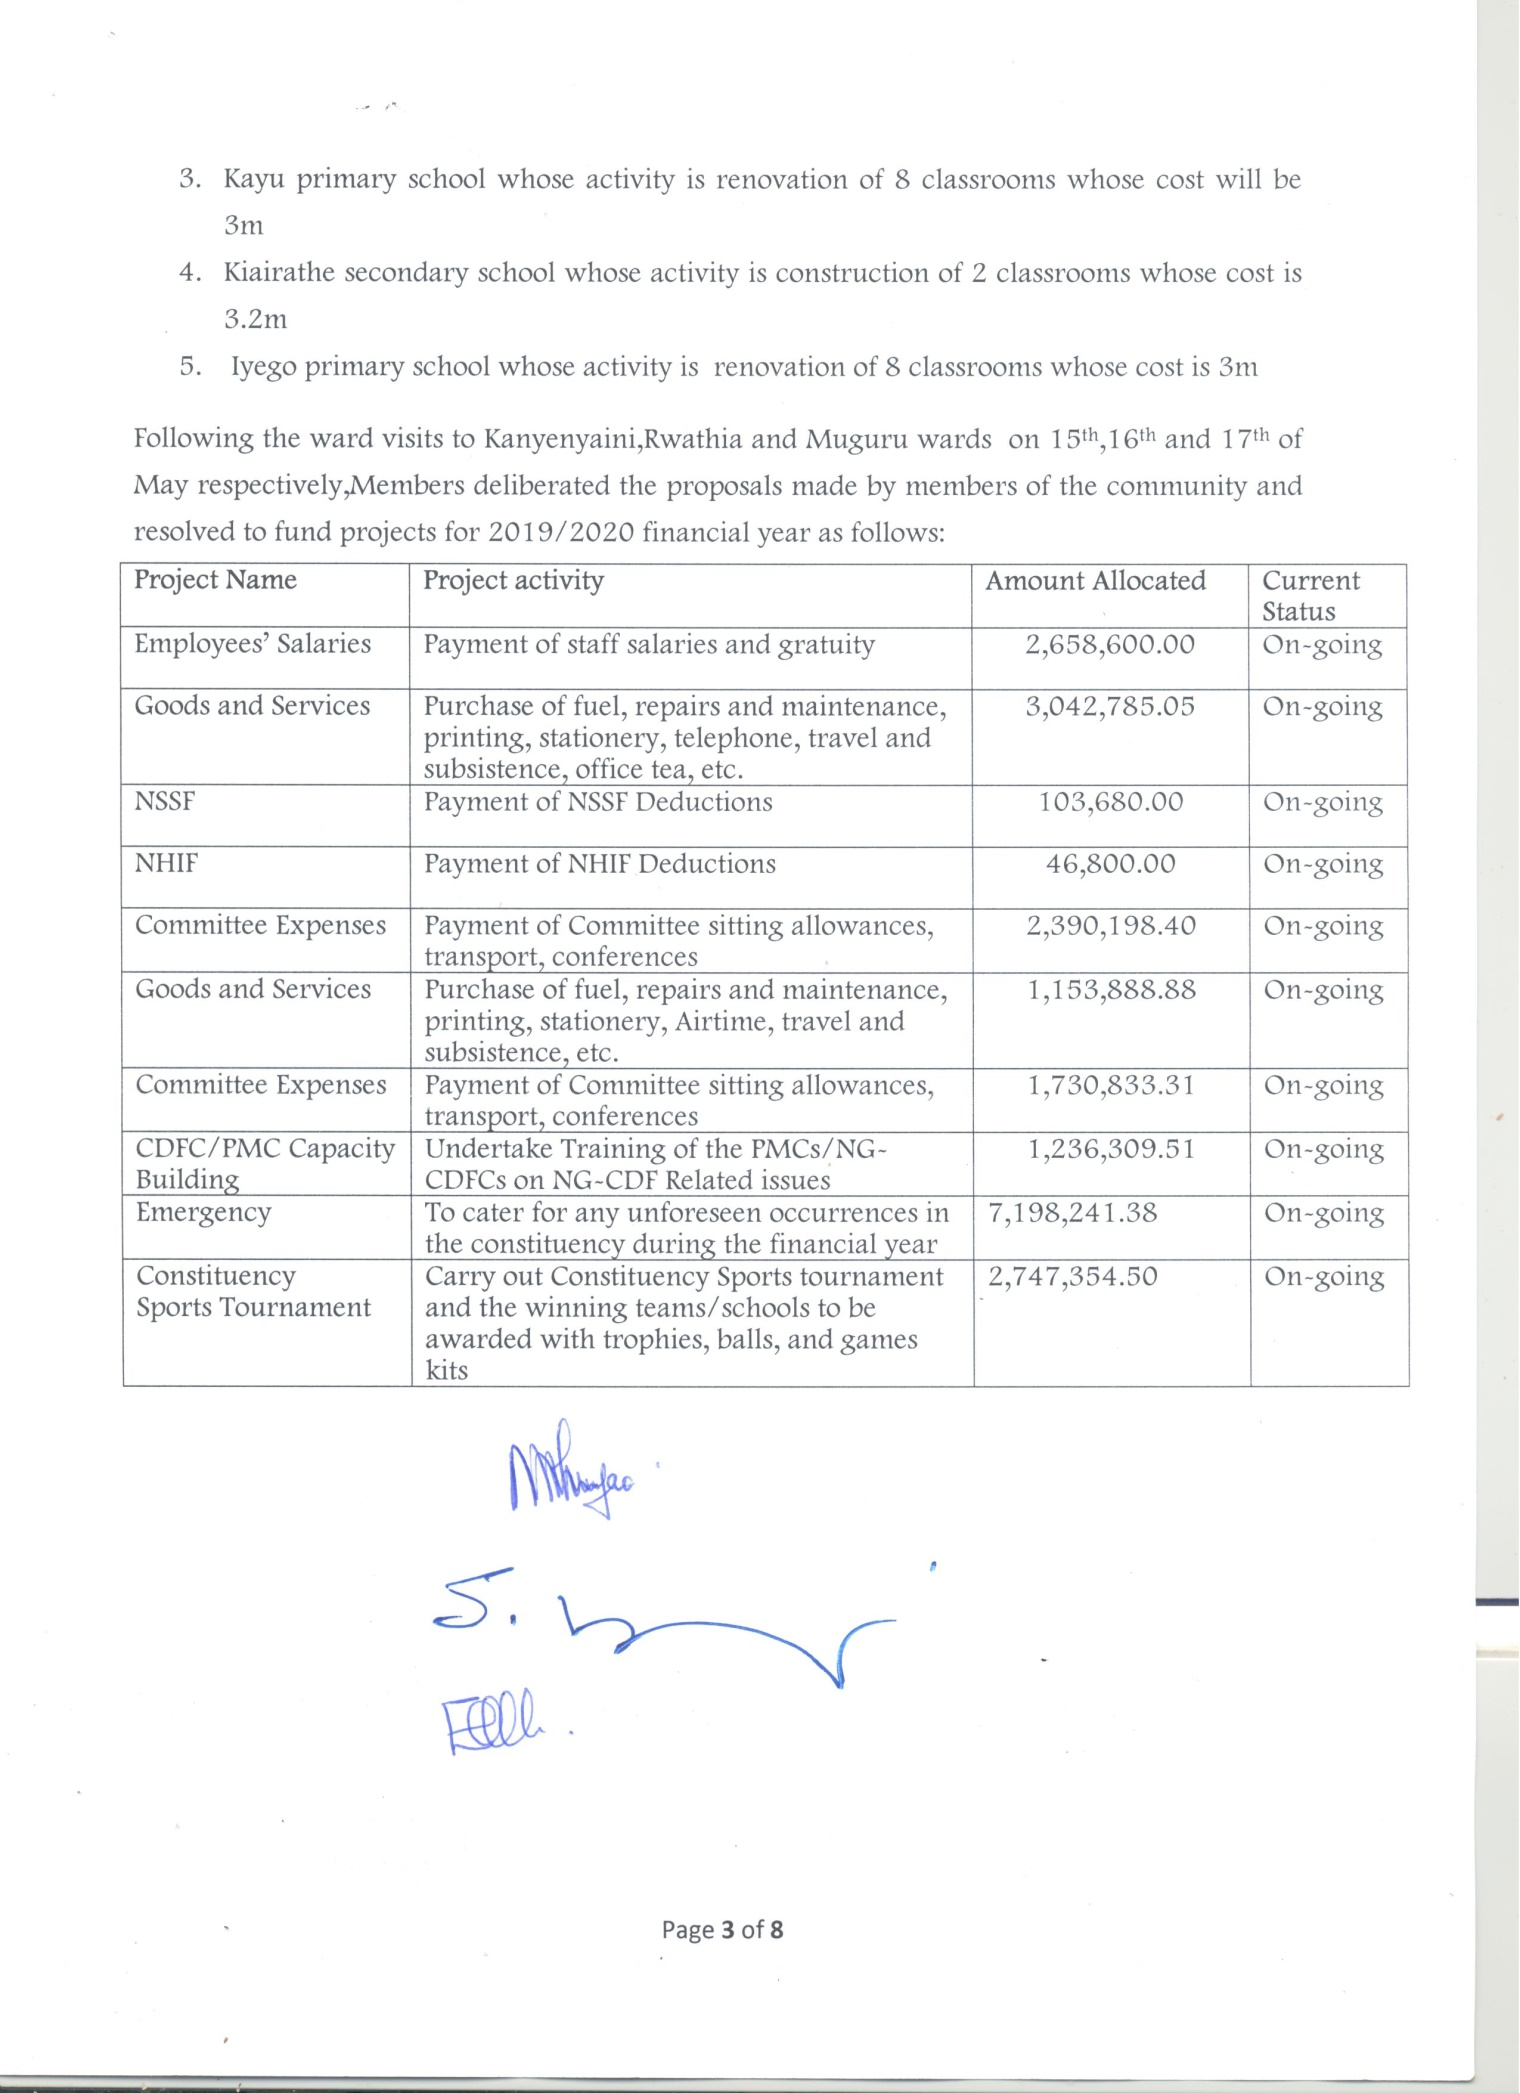 3. Kayu primary school whose activity is renovation of 8 classrooms whose cost will be
3m
4. Kiairathe secondary school whose activity is construction of 2 classrooms whose cost is
3.2m
5. Iyego primary school whose activity is renovation of 8 classrooms whose cost is 3m
Following the ward visits to Kanyenyaini,Rwathia and Muguru wards on 15th,16th and 17th of
May respectively,Members deliberated the proposals made by members of the community and
resolved to fund projects for 2019/2020 financial year as follows:
Project Name Project activity Amount Allocated Current
Status
Employees' Salaries Payment of staff salaries and gratuity 2,658,600.00 On-going
Goods and Services Purchase of fuel, repairs and maintenance, 3,042,785.05 On-going
printing, stationery, telephone, travel and
subsistence, office tea, etc.
NSSF Payment of NSSF Deductions 103,680.00 On-going
NHIF Payment of NHIF Deductions 46,800.00 On-going
Committee Expenses Payment of Committee sitting allowances, 2,390,198.40 On-going
transport, conferences
Goods and Services Purchase of fuel, repairs and maintenance, 1,153,888.88 On-going
printing, stationery, Airtime, travel and
subsistence, etc.
Committee Expenses Payment of Committee sitting allowances, 1,730,833.31 On-going
transport, conferences
CDFC/PMC Capacity Undertake Training of the PMCs/NG- 1,236,309.51 On-going
Building CDFCs on NG-CDF Related issues
Emergency To cater for any unforeseen occurrences in 7,198,241.38 On-going
the constituency during the financial year
Constituency Carry out Constituency Sports tournament 2,747,354.50 On-going
Sports Tournament and the winning teams/schools to be
awarded with trophies, balls, and games
kits
Page 3 of 8